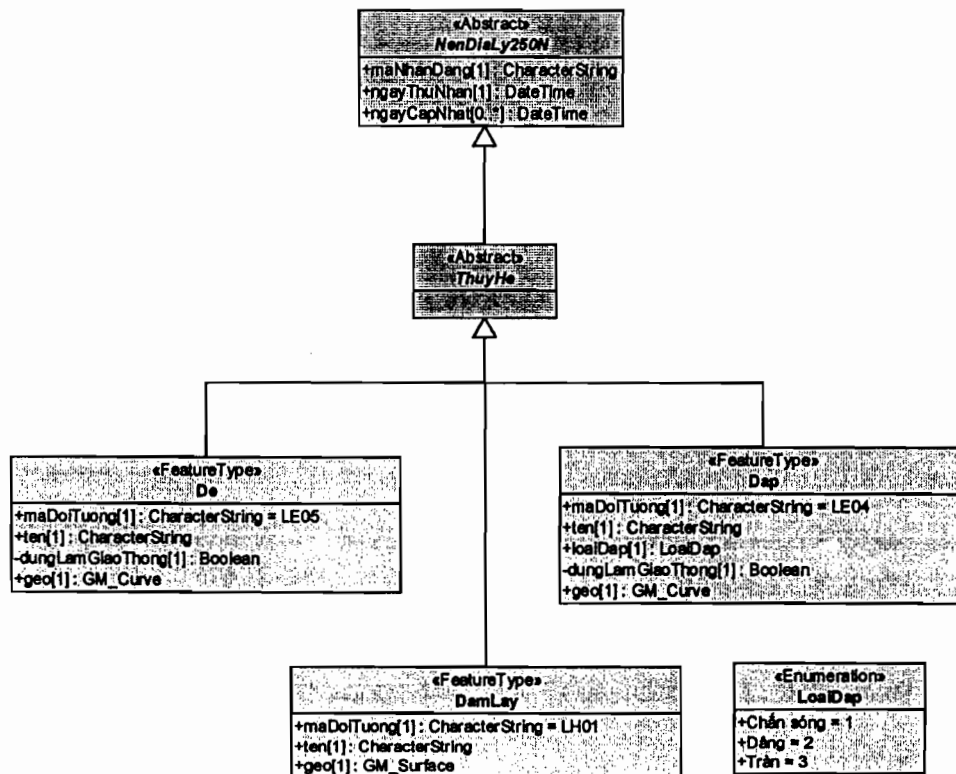 «Abstract»
NenDiaLy250N
+maNhanDang[1] : CharacterString
+ngayThuNhan[1] : DateTime
+ngayCapNhat[0..*] : DateTime
«Abstract»
ThuyHe
«FeatureType»
De
+maDoiTuong[1] : CharacterString = LE05
+ten[1] : CharacterString
-dungLamGiaoThong[1] : Boolean
+geo[1] : GM_Curve
«FeatureType»
Dap
+maDoiTuong[1] : CharacterString = LE04
+ten[1] : CharacterString
+loaiDap[1] : LoaiDap
-dungLamGiaoThong[1] : Boolean
+geo[1] : GM_Curve
«FeatureType»
DamLay
+maDoiTuong[1] : CharacterString = LH01
+ten[1] : CharacterString
+geo[1] : GM_Surface
«Enumeration»
LoaiDap
+Chắn sóng = 1
+Dâng = 2
+Tràn = 3